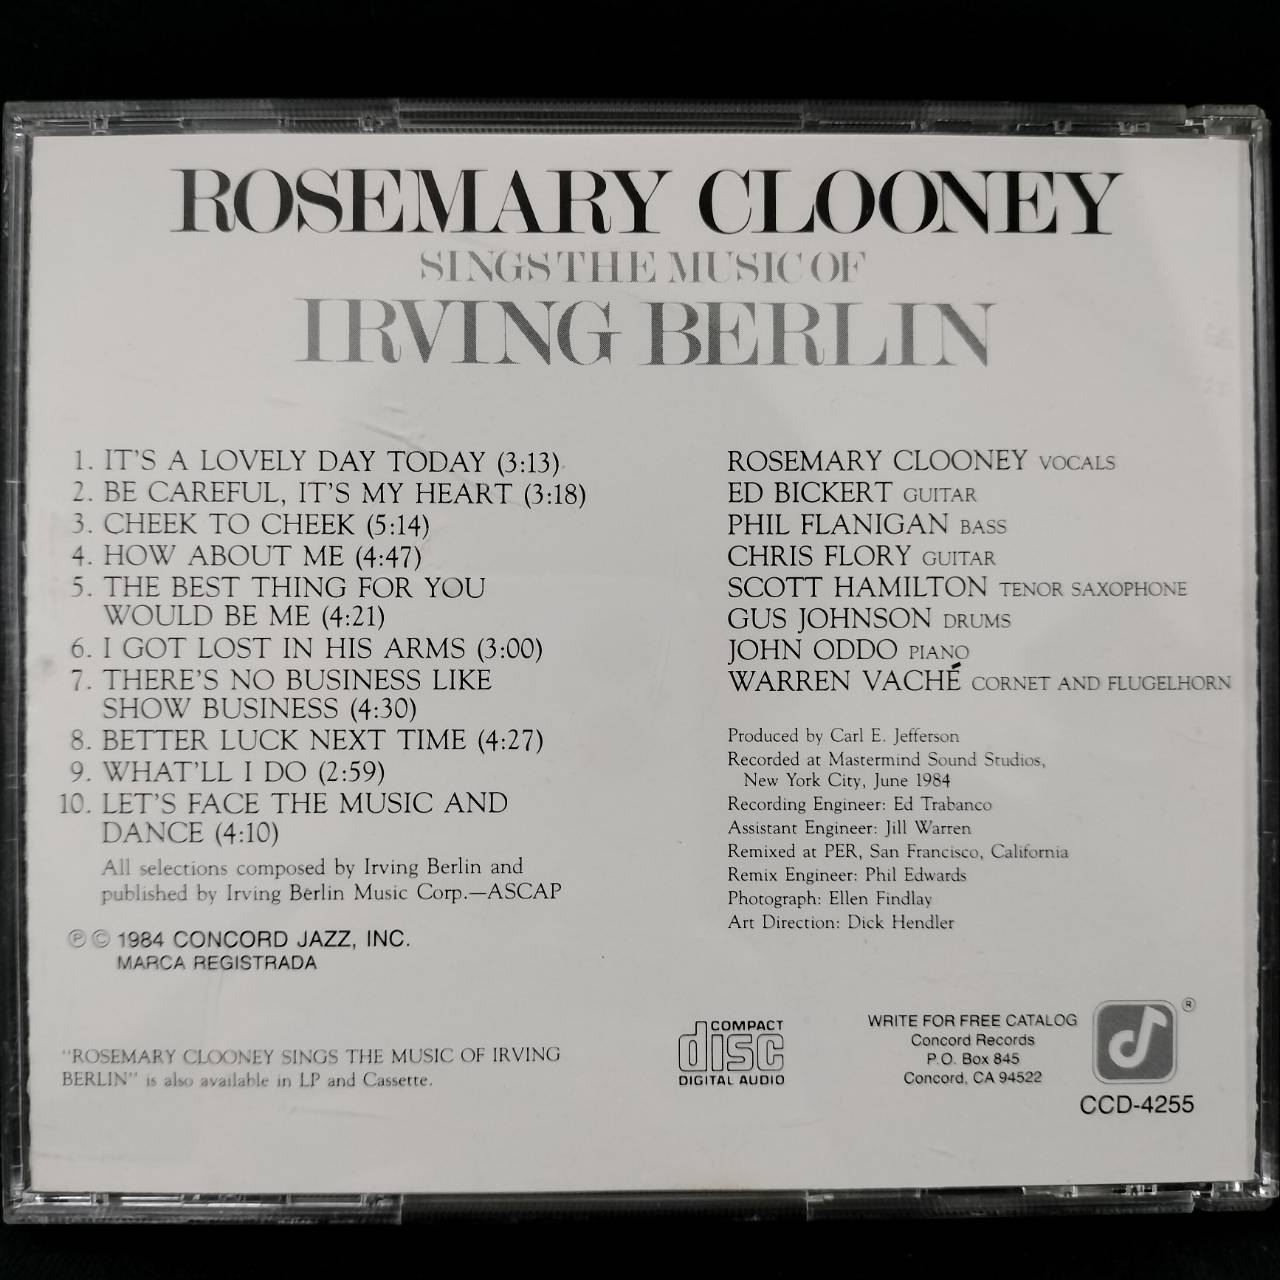 ROSEMARY CLOONEY
SINGS THE MUSIC OF
IRVING BERLIN
1. IT'S A LOVELY DAY TODAY (3:13)
2. BE CAREFUL, IT'S MY HEART (3:18)
3. CHEEK TO CHEEK (5:14)
4. HOW ABOUT ME (4:47)
5. THE BEST THING FOR YOU
WOULD BE ME (4:21)
6. I GOT LOST IN HIS ARMS (3:00)
7. THERE'S NO BUSINESS LIKE
SHOW BUSINESS (4:30)
8. BETTER LUCK NEXT TIME (4:27)
9. WHAT'LL I DO (2:59)
10. LET'S FACE THE MUSIC AND
DANCE (4:10)
All selections composed by Irving Berlin and
published by Irving Berlin Music Corp.—ASCAP
℗ © 1984 CONCORD JAZZ, INC.
MARCA REGISTRADA
"ROSEMARY CLOONEY SINGS THE MUSIC OF IRVING
BERLIN" is also available in LP and Cassette.
ROSEMARY CLOONEY VOCALS
ED BICKERT GUITAR
PHIL FLANIGAN BASS
CHRIS FLORY GUITAR
SCOTT HAMILTON TENOR SAXOPHONE
GUS JOHNSON DRUMS
JOHN ODDO PIANO
WARREN VACHÉ CORNET AND FLUGELHORN
Produced by Carl E. Jefferson
Recorded at Mastermind Sound Studios,
New York City, June 1984
Recording Engineer: Ed Trabanco
Assistant Engineer: Jill Warren
Remixed at PER, San Francisco, California
Remix Engineer: Phil Edwards
Photograph: Ellen Findlay
Art Direction: Dick Hendler
COMPACT
disc
DIGITAL AUDIO
WRITE FOR FREE CATALOG
Concord Records
P.O. Box 845
Concord, CA 94522
®
CCD-4255